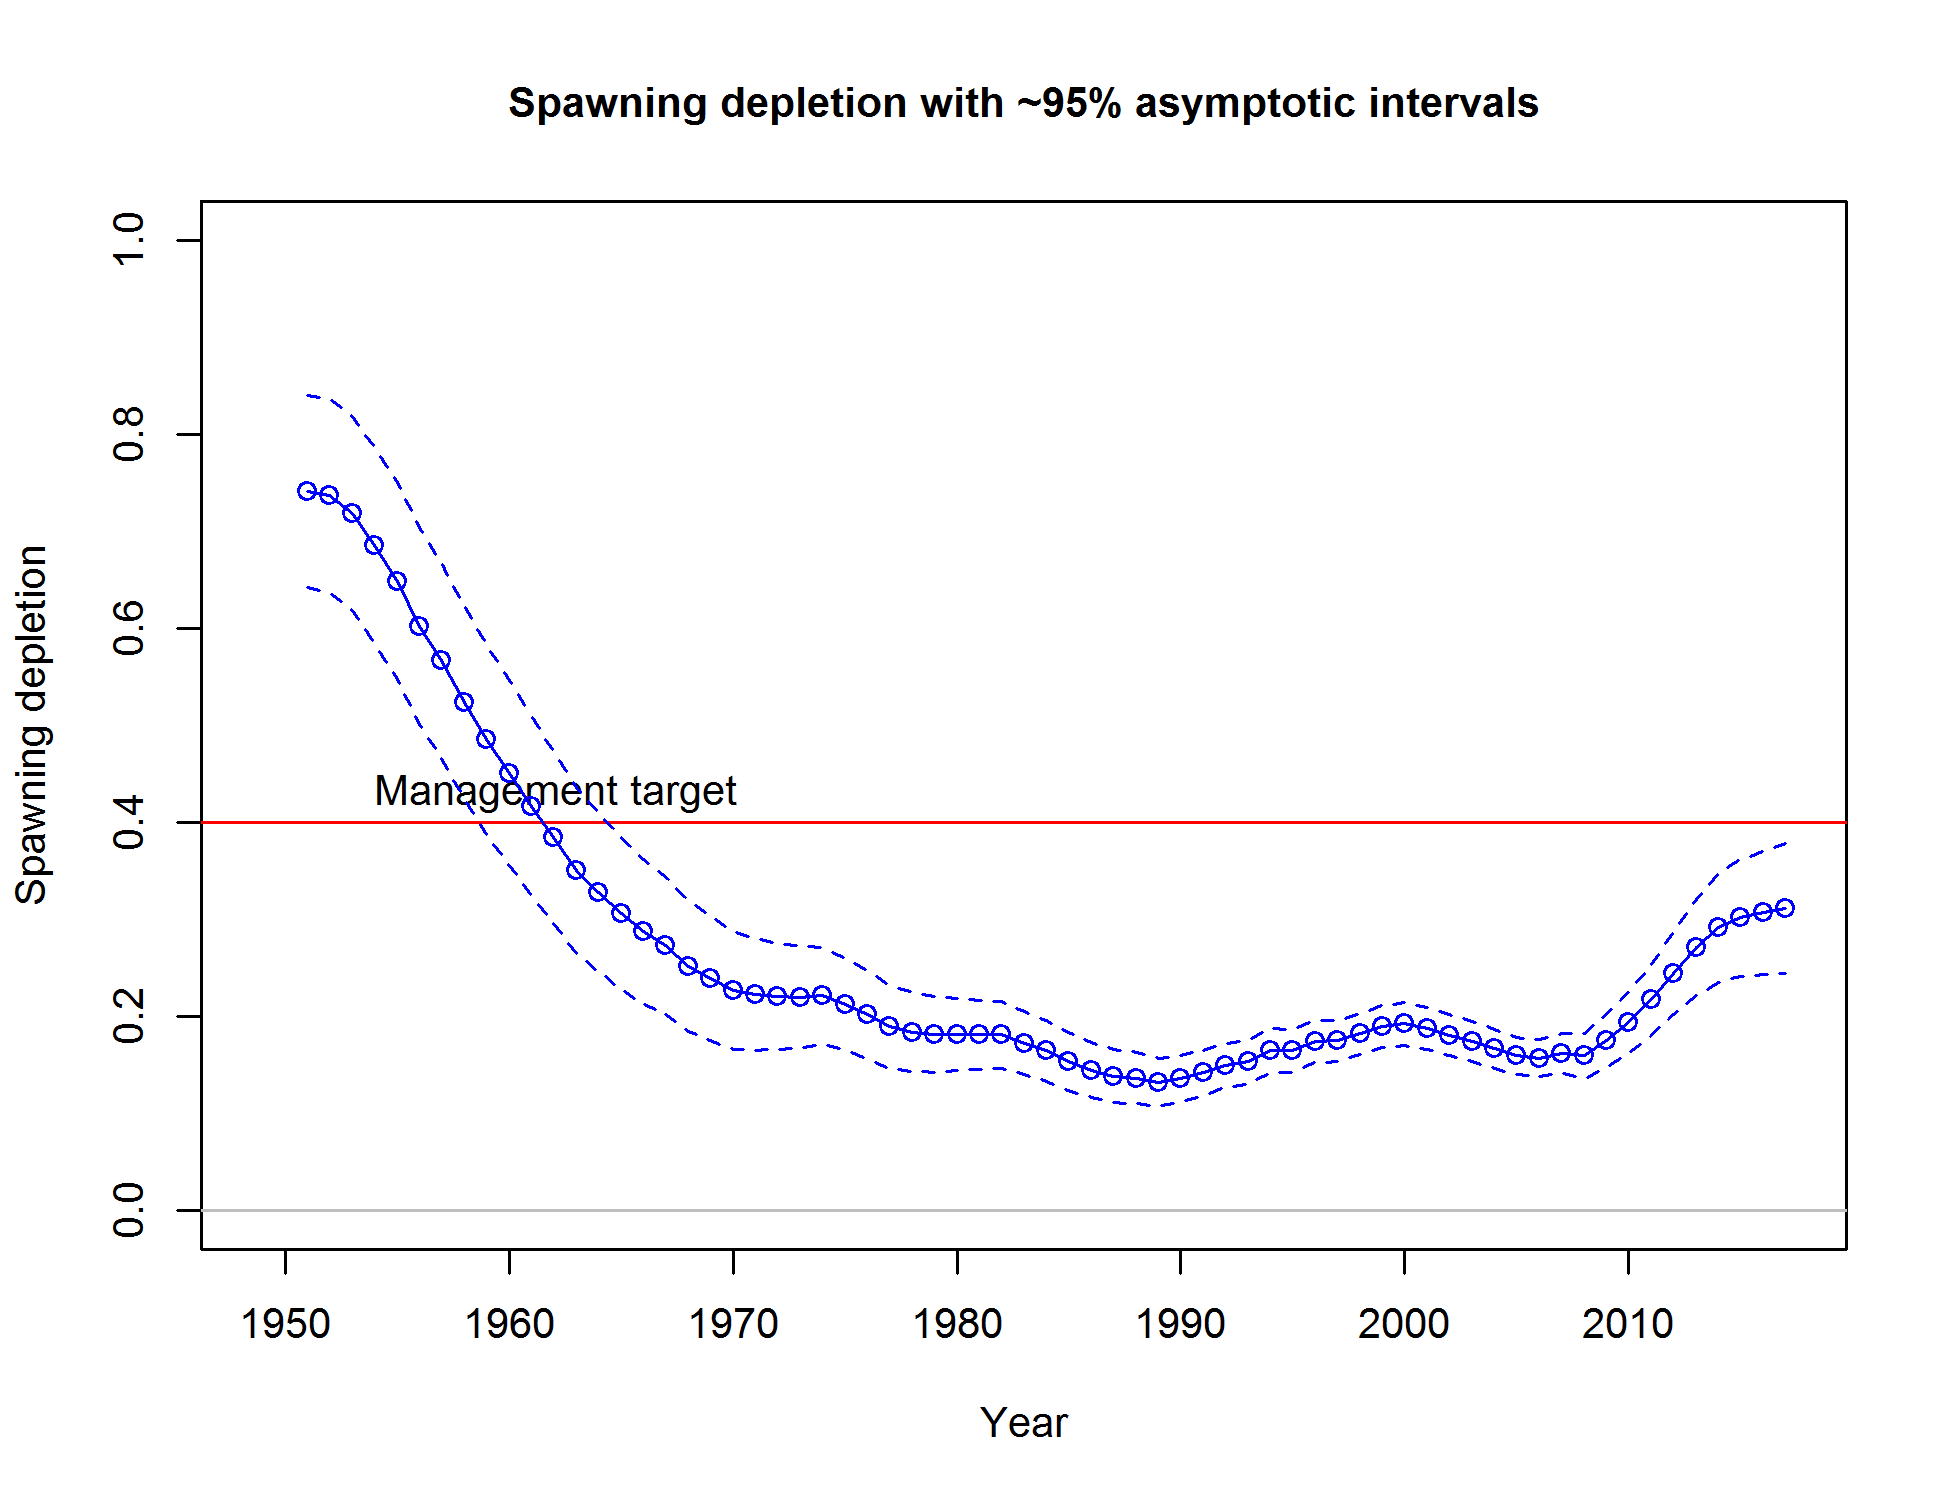 Spawning depletion with ~95% asymptotic intervals
Spawning depletion
1.0
0.8
0.6
0.4
0.2
0.0
Management target
1950 1960 1970 1980 1990 2000 2010
Year